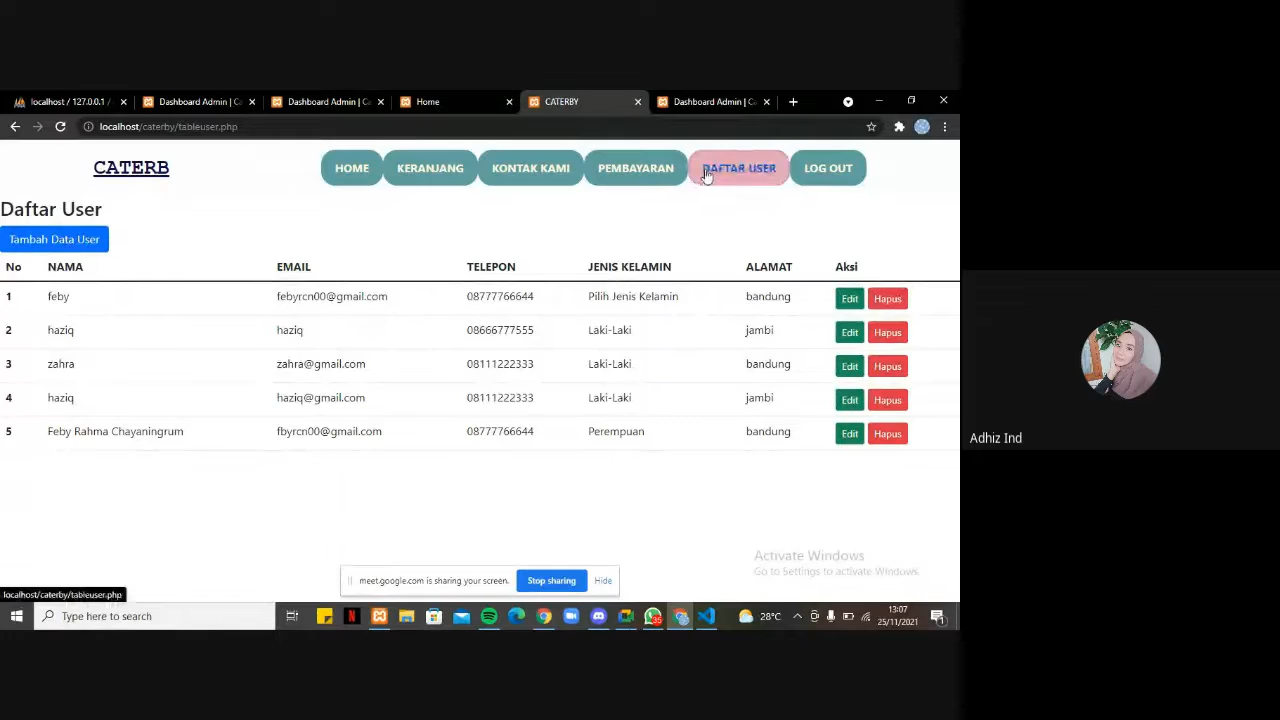 localhost / 127.0.0.1 /
Dashboard Admin | Ca
Dashboard Admin | Ca
Home
CATERBY
Dashboard Admin | Ca
localhost/caterby/tableuser.php
CATERB
HOME
KERANJANG
KONTAK KAMI
PEMBAYARAN
DAFTAR USER
LOG OUT
Daftar User
Tambah Data User
No NAMA EMAIL TELEPON JENIS KELAMIN ALAMAT Aksi
1 feby febyrcn00@gmail.com 08777766644 Pilih Jenis Kelamin bandung Edit Hapus
2 haziq haziq 08666777555 Laki-Laki jambi Edit Hapus
3 zahra zahra@gmail.com 08111222333 Laki-Laki bandung Edit Hapus
4 haziq haziq@gmail.com 08111222333 Laki-Laki jambi Edit Hapus
5 Feby Rahma Chayaningrum fbyrcn00@gmail.com 08777766644 Perempuan bandung Edit Hapus
Adhiz Ind
Activate Windows
Go to Settings to activate Windows.
meet.google.com is sharing your screen. Stop sharing Hide
localhost/caterby/tableuser.php
Type here to search
35
28°C
13:07
25/11/2021
1